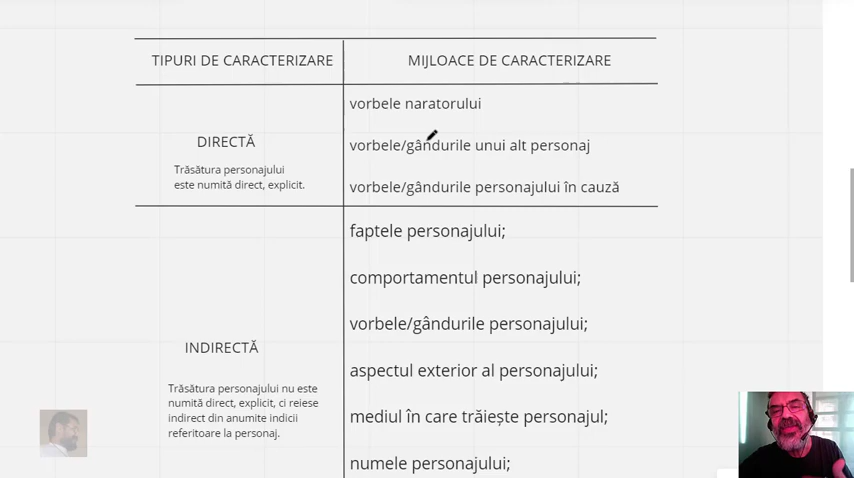 TIPURI DE CARACTERIZARE
MIJLOACE DE CARACTERIZARE
DIRECTĂ
Trăsătura personajului
este numită direct, explicit.
vorbele naratorului
vorbele/gândurile unui alt personaj
vorbele/gândurile personajului în cauză
INDIRECTĂ
Trăsătura personajului nu este
numită direct, explicit, ci reiese
indirect din anumite indicii
referitoare la personaj.
faptele personajului;
comportamentul personajului;
vorbele/gândurile personajului;
aspectul exterior al personajului;
mediul în care trăiește personajul;
numele personajului;